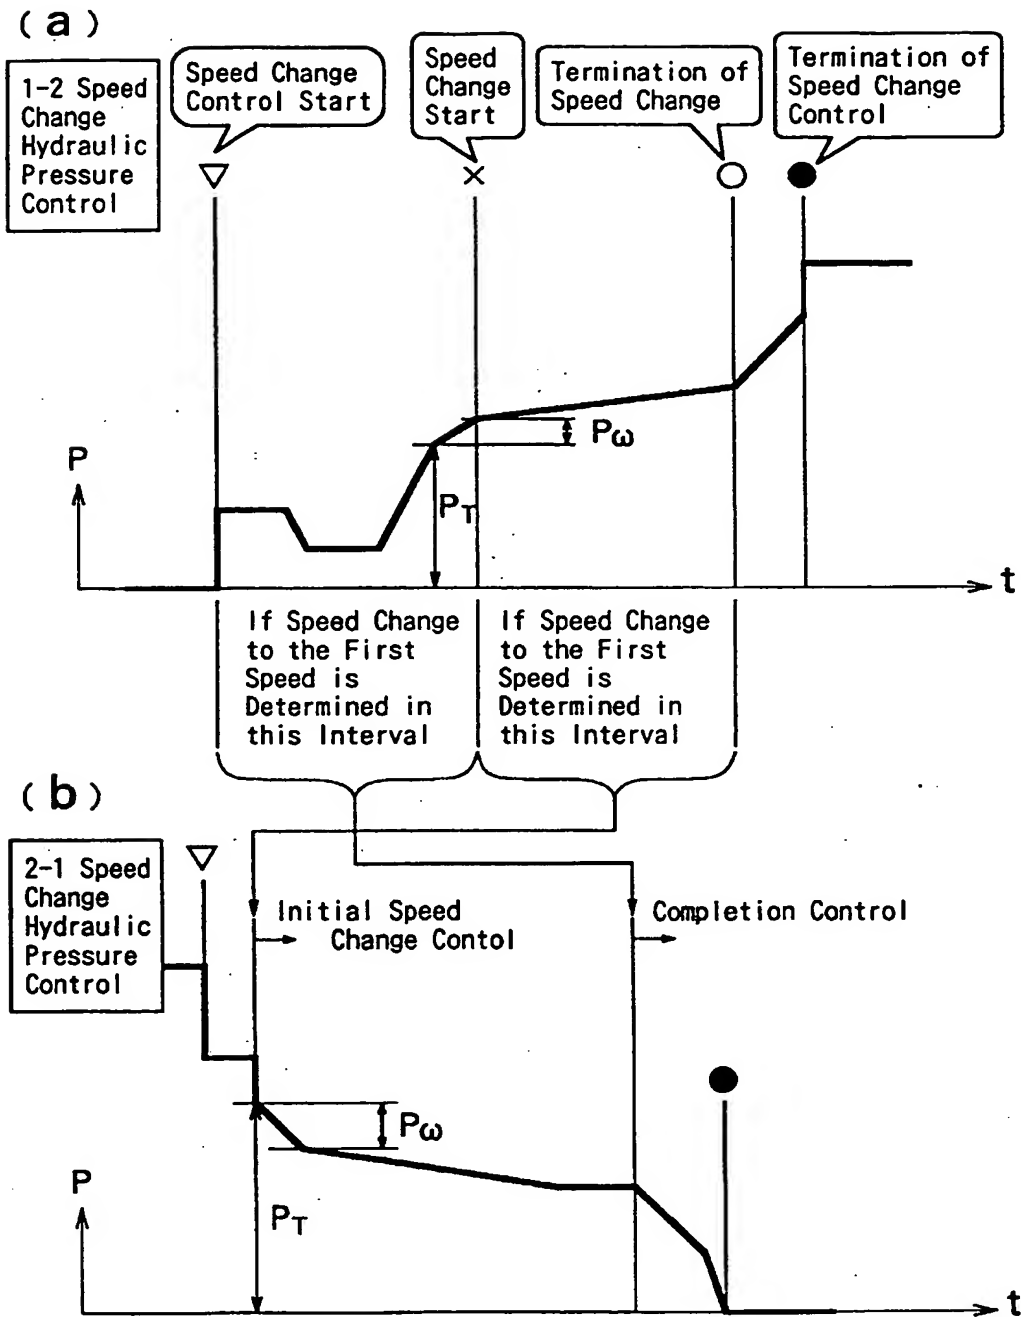 (a)
1-2 Speed
Change
Hydraulic
Pressure
Control
Speed Change
Control Start
Speed
Change
Start
Termination of
Speed Change
Termination of
Speed Change
Control
P
Pω
PT
t
If Speed Change
to the First
Speed is
Determined in
this Interval
If Speed Change
to the First
Speed is
Determined in
this Interval
(b)
2-1 Speed
Change
Hydraulic
Pressure
Control
Initial Speed
Change Contol
Completion Control
Pω
P
PT
t